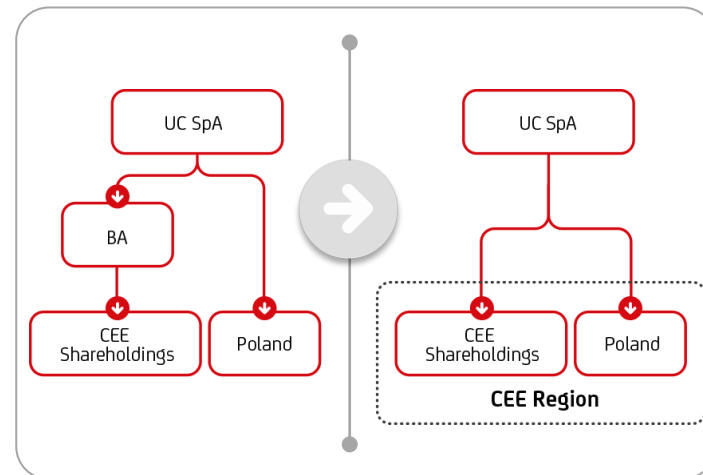 UC SpA
BA
CEE
Shareholdings
Poland
UC SpA
CEE
Shareholdings
Poland
CEE Region